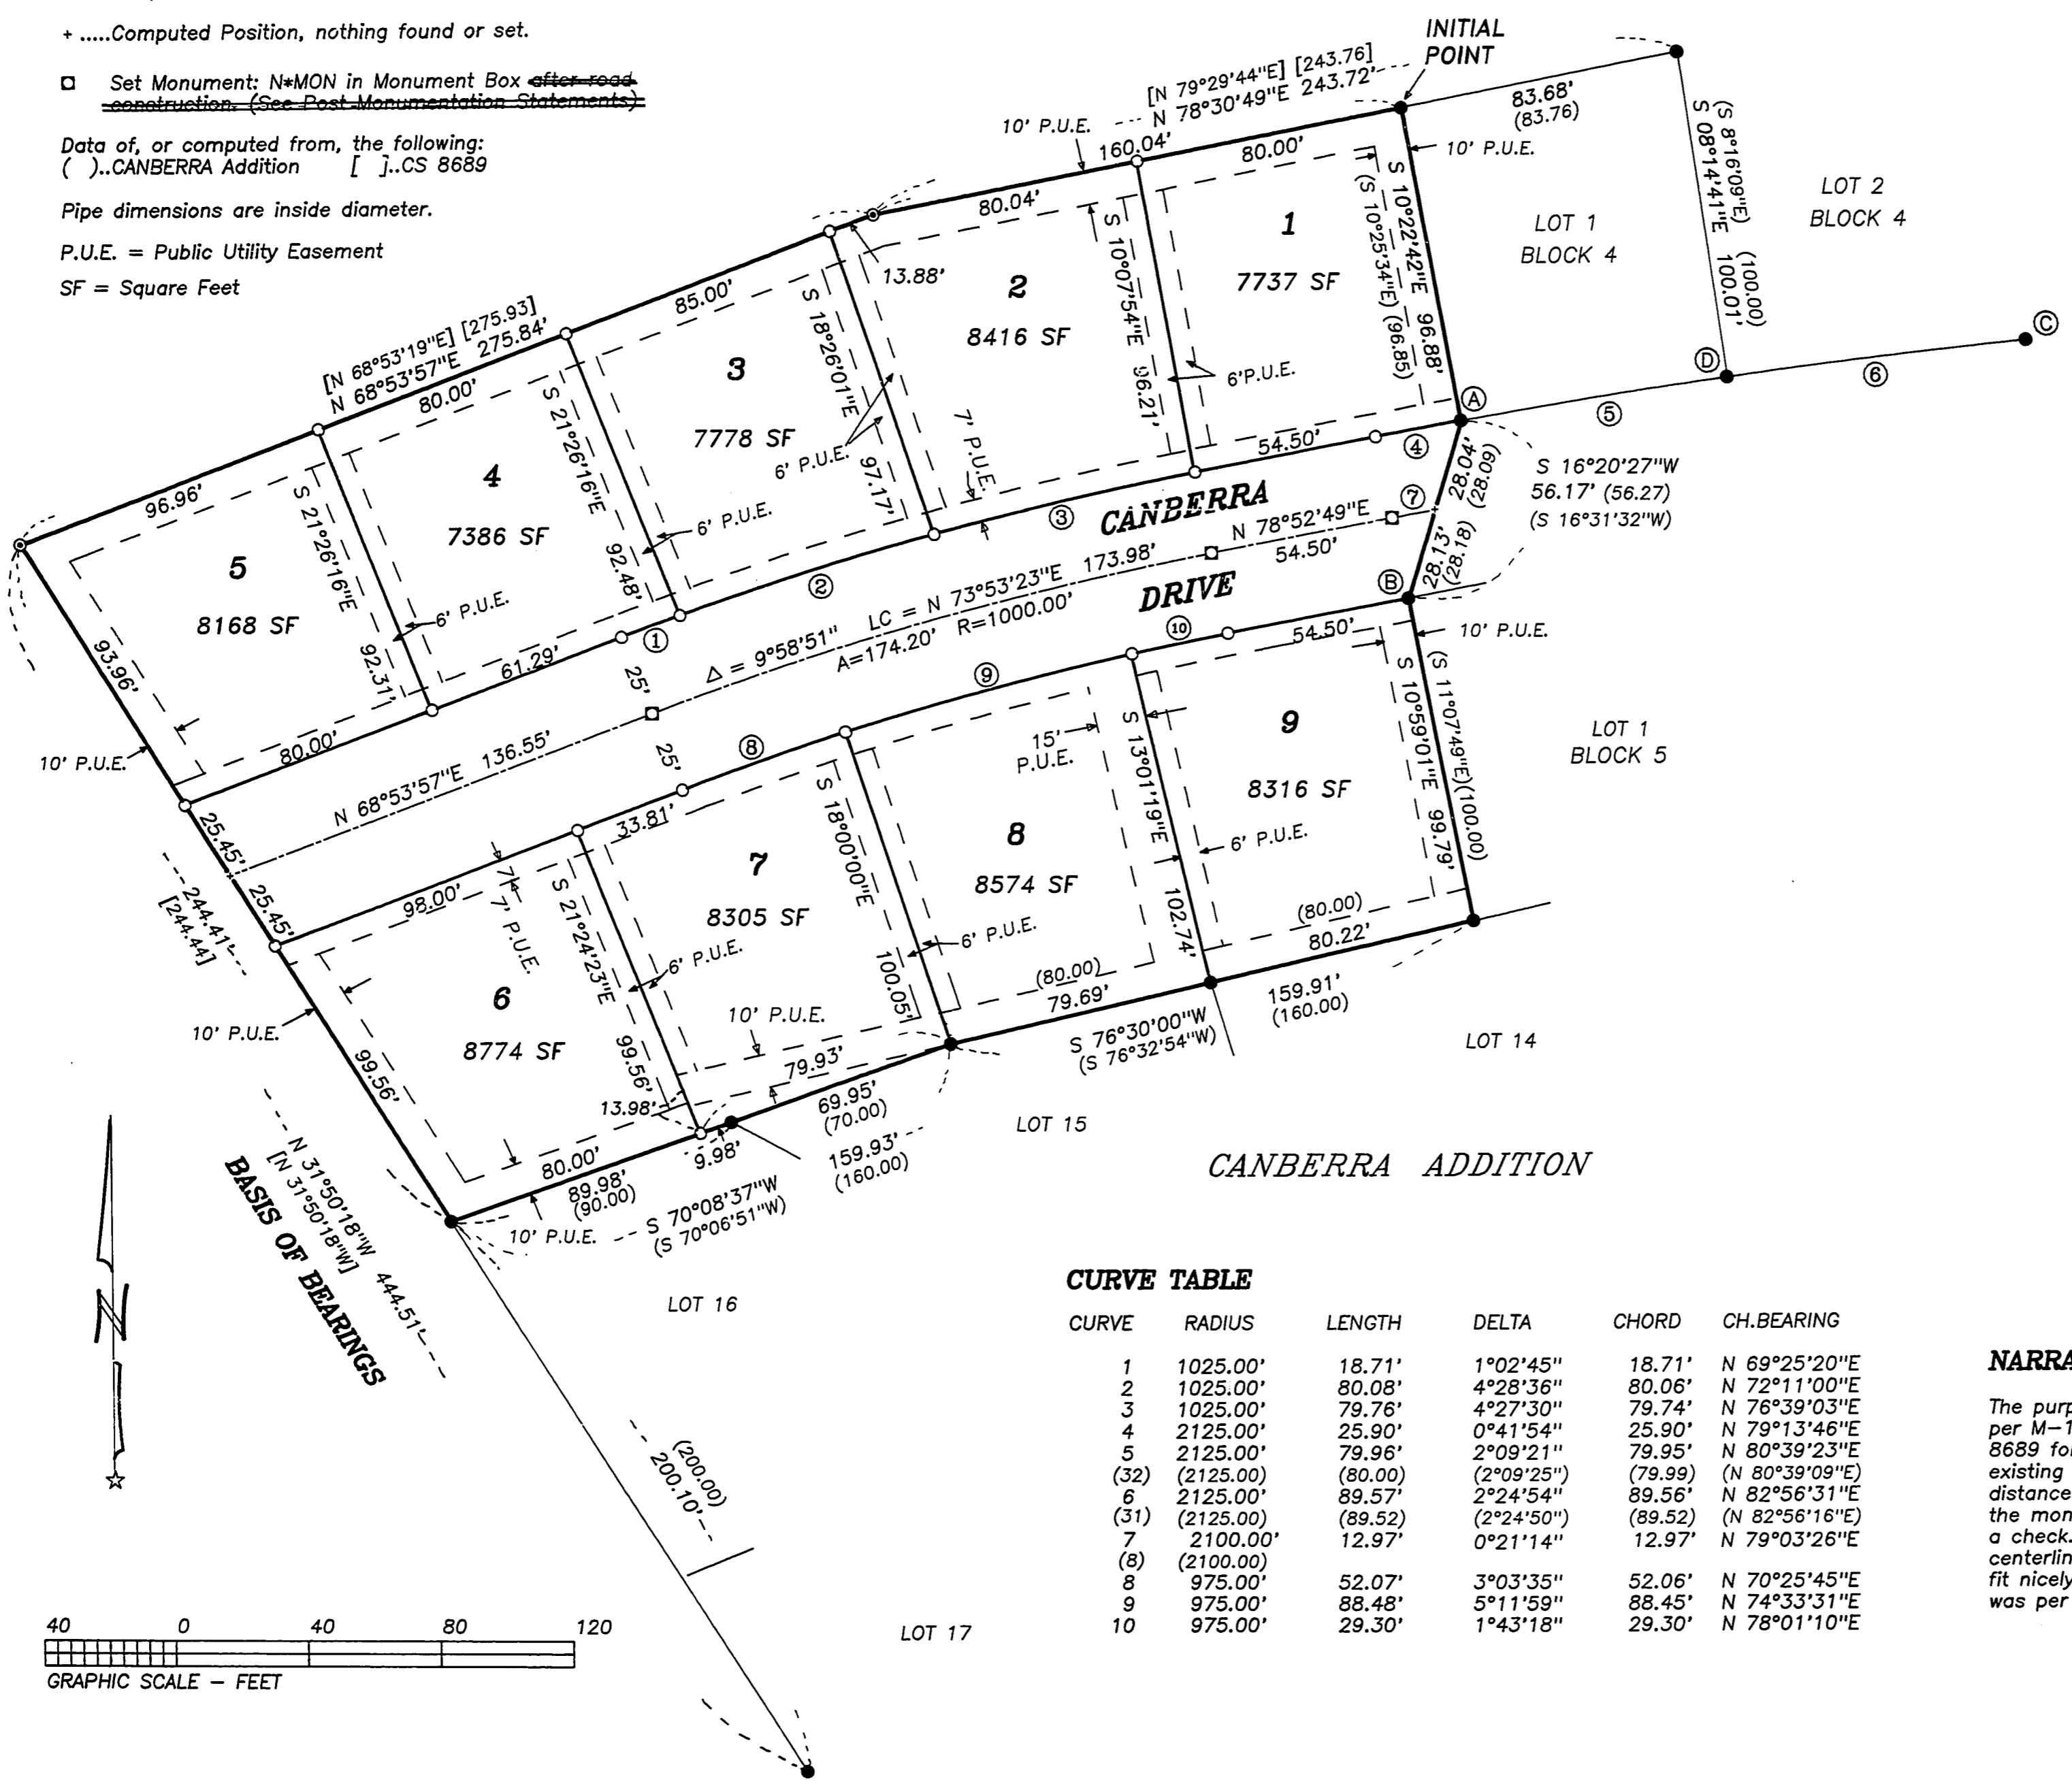 + .....Computed Position, nothing found or set.
Set Monument: N*MON in Monument Box after road
construction. (See Post-Monumentation Statements)
Data of, or computed from, the following:
( )..CANBERRA Addition [ ]..CS 8689
Pipe dimensions are inside diameter.
P.U.E. = Public Utility Easement
SF = Square Feet
INITIAL
POINT
[N 79°29'44"E] [243.76]
N 78°30'49"E 243.72'
160.04'
80.00'
80.04'
10' P.U.E.
83.68'
(83.76)
10' P.U.E.
(S 8°16'09"E) (100.00)
S 08°14'41"E 100.01'
LOT 2
BLOCK 4
LOT 1
BLOCK 4
1
7737 SF
S 10°22'42"E 96.88'
(S 10°25'34"E) (96.85)
S 10°07'54"E
96.21'
6'P.U.E.
2
8416 SF
13.88'
85.00'
3
7778 SF
S 18°26'01"E
97.17'
6' P.U.E.
7' P.U.E.
[N 68°53'19"E] [275.93]
N 68°53'57"E 275.84'
80.00'
4
7386 SF
S 21°26'16"E
92.48'
6' P.U.E.
96.96'
5
8168 SF
S 21°26'16"E
92.31'
6' P.U.E.
93.96'
10' P.U.E.
80.00'
61.29'
1
2
3
54.50'
4
A
5
D
6
C
28.04'
(28.09)
S 16°20'27"W
56.17' (56.27)
(S 16°31'32"W)
7
28.13'
(28.18)
B
CANBERRA
DRIVE
N 78°52'49"E
54.50'
LC = N 73°53'23"E 173.98'
Δ = 9°58'51"
A=174.20' R=1000.00'
25'
25'
N 68°53'57"E 136.55'
25.45'
25.45'
244.41'
[244.44]
98.00'
33.81'
8
9
10
54.50'
10' P.U.E.
(S 11°07'49"E)(100.00)
S 10°59'01"E 99.79'
LOT 1
BLOCK 5
9
8316 SF
6' P.U.E.
(80.00)
80.22'
S 13°01'19"E
102.74'
15'
P.U.E.
8
8574 SF
6' P.U.E.
(80.00)
79.69'
S 18°00'00"E
100.05'
7
8305 SF
6' P.U.E.
10' P.U.E.
79.93'
7'
7' P.U.E.
S 21°24'23"E
99.56'
6
8774 SF
10' P.U.E.
99.56'
13.98'
80.00'
89.98'
(90.00)
9.98'
10' P.U.E.
69.95'
(70.00)
159.93'
(160.00)
S 70°08'37"W
(S 70°06'51"W)
S 76°30'00"W
(S 76°32'54"W)
159.91'
(160.00)
LOT 14
LOT 15
CANBERRA ADDITION
LOT 16
LOT 17
N 31°50'18"W 444.51'
[N 31°50'18"W]
BASIS OF BEARINGS
N
(200.00)
200.10'
40 0 40 80 120
GRAPHIC SCALE – FEET
CURVE TABLE
CURVE RADIUS LENGTH DELTA CHORD CH.BEARING
1 1025.00' 18.71' 1°02'45" 18.71' N 69°25'20"E
2 1025.00' 80.08' 4°28'36" 80.06' N 72°11'00"E
3 1025.00' 79.76' 4°27'30" 79.74' N 76°39'03"E
4 2125.00' 25.90' 0°41'54" 25.90' N 79°13'46"E
5 2125.00' 79.96' 2°09'21" 79.95' N 80°39'23"E
(32) (2125.00) (80.00) (2°09'25") (79.99) (N 80°39'09"E)
6 2125.00' 89.57' 2°24'54" 89.56' N 82°56'31"E
(31) (2125.00) (89.52) (2°24'50") (89.52) (N 82°56'16"E)
7 2100.00' 12.97' 0°21'14" 12.97' N 79°03'26"E
(8) (2100.00)
8 975.00' 52.07' 3°03'35" 52.06' N 70°25'45"E
9 975.00' 88.48' 5°11'59" 88.45' N 74°33'31"E
10 975.00' 29.30' 1°43'18" 29.30' N 78°01'10"E
NARRA
The purp
per M-1
8689 fo
existing
distance
the mon
a check.
centerlin
fit nicely
was per